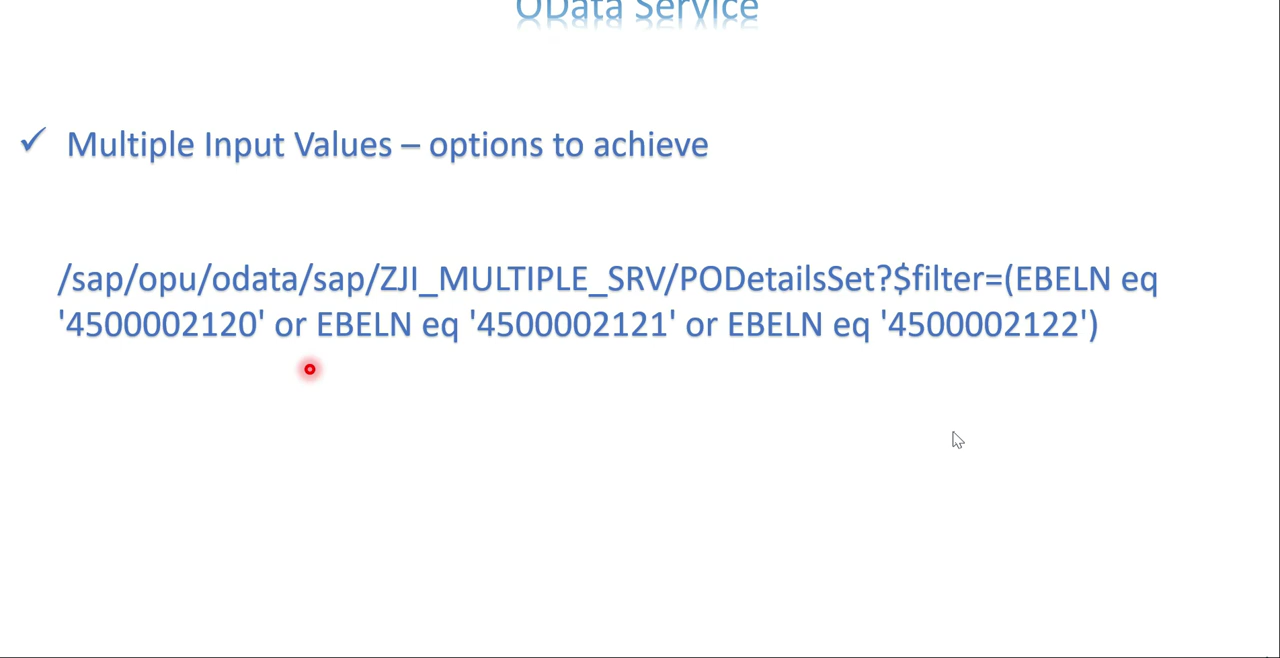 OData Service
✓ Multiple Input Values – options to achieve
/sap/opu/odata/sap/ZJI_MULTIPLE_SRV/PODetailsSet?$filter=(EBELN eq
'4500002120' or EBELN eq '4500002121' or EBELN eq '4500002122')